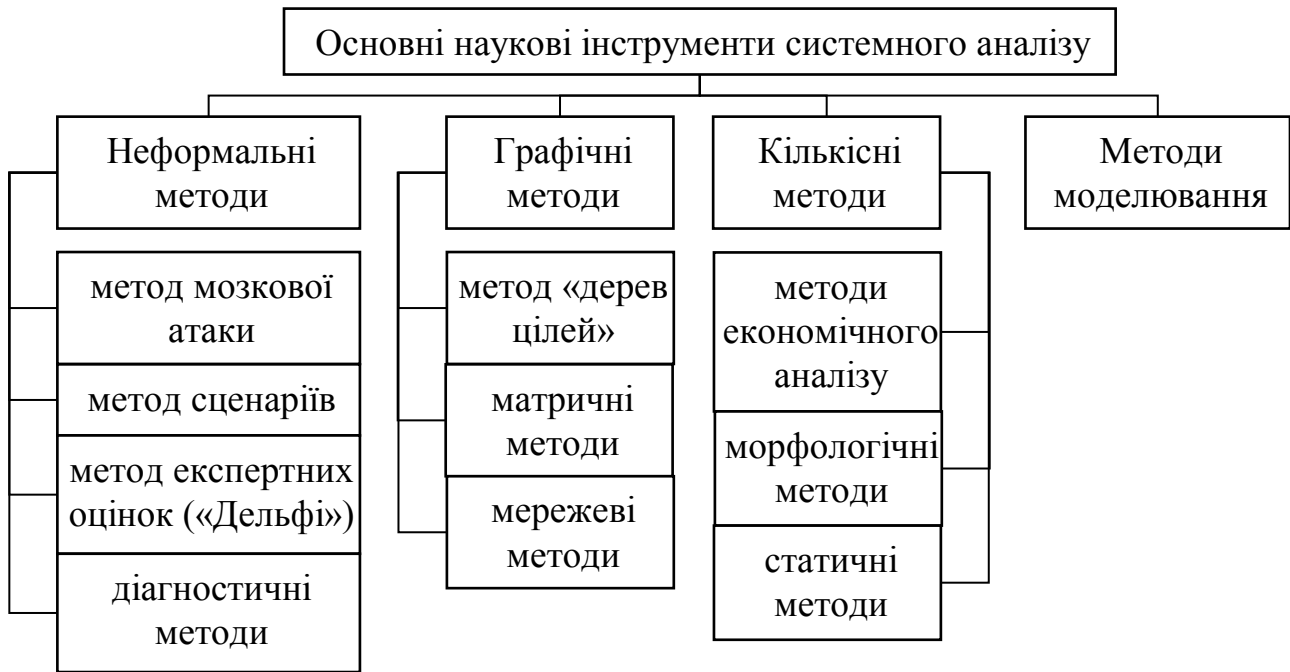 Основні наукові інструменти системного аналізу
Неформальні
методи
метод мозкової
атаки
метод сценаріїв
метод експертних
оцінок («Дельфі»)
діагностичні
методи
Графічні
методи
метод «дерев
цілей»
матричні
методи
мережеві
методи
Кількісні
методи
методи
економічного
аналізу
морфологічні
методи
статичні
методи
Методи
моделювання